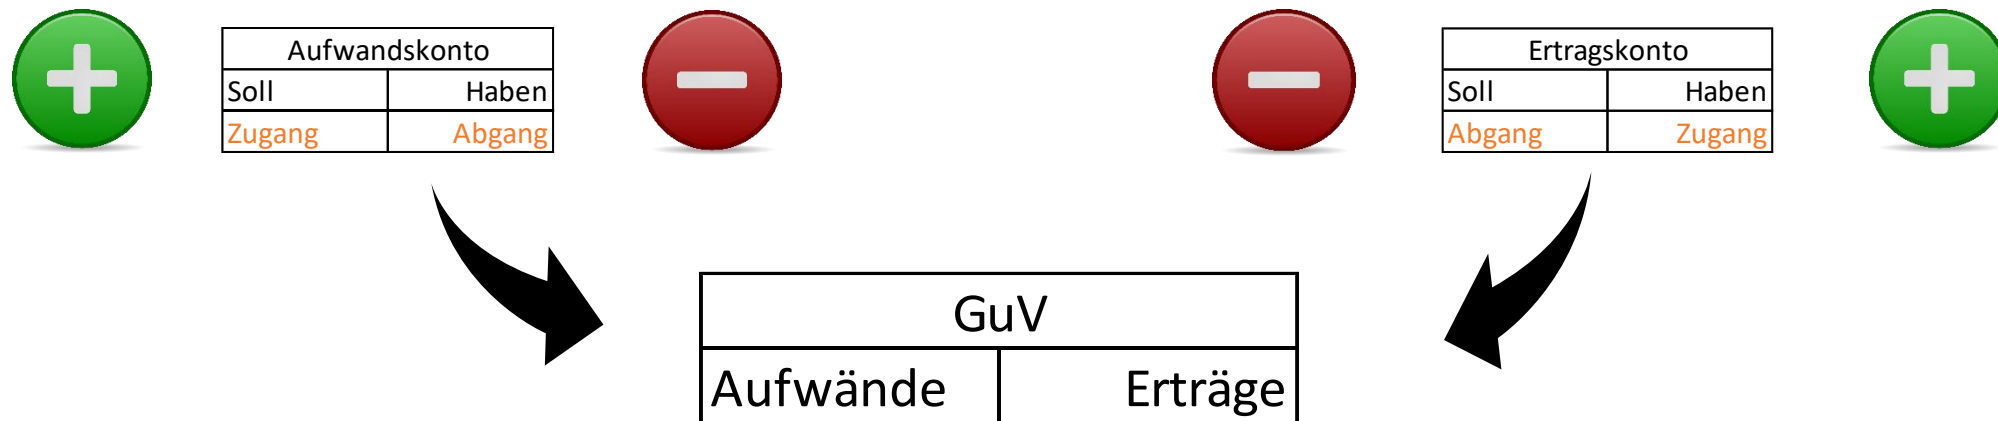 Aufwandskonto
Soll Haben
Zugang Abgang
Ertragskonto
Soll Haben
Abgang Zugang
GuV
Aufwände Erträge